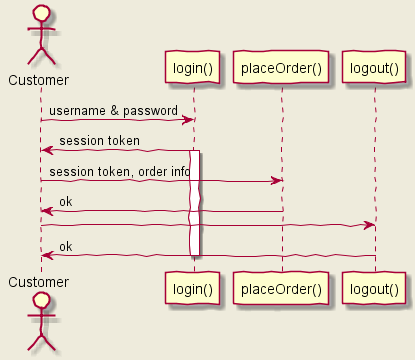 Customer
login()
placeOrder()
logout()
username & password
session token
session token, order info
ok
ok
Customer
login()
placeOrder()
logout()